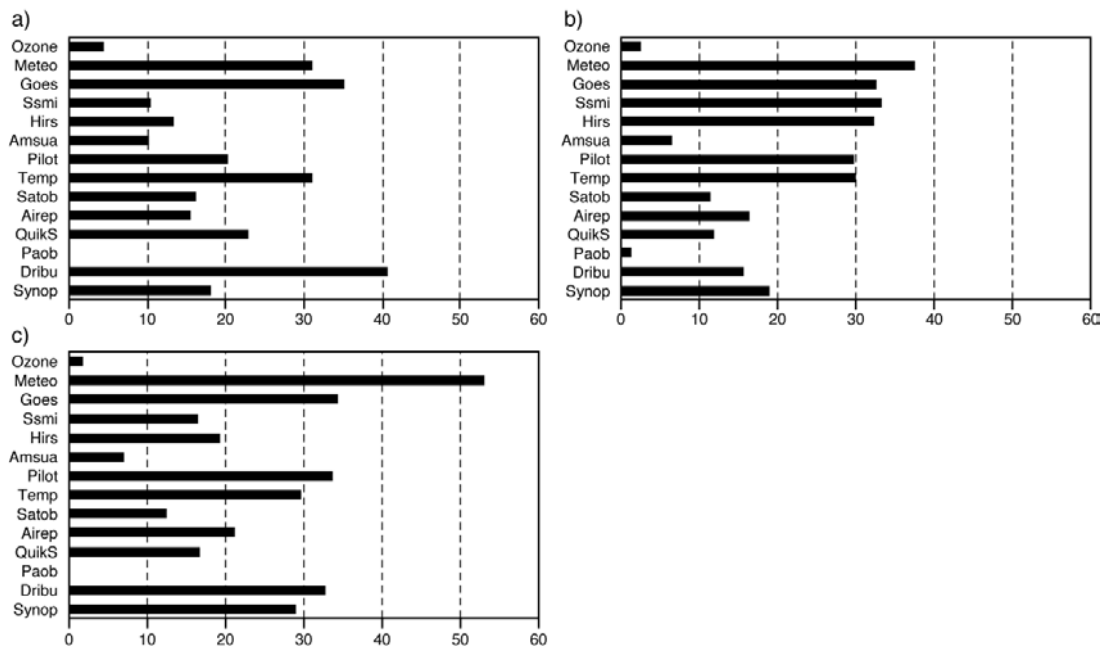 a)
Ozone
Meteo
Goes
Ssmi
Hirs
Amsua
Pilot
Temp
Satob
Airep
QuikS
Paob
Dribu
Synop
0 10 20 30 40 50 60
b)
Ozone
Meteo
Goes
Ssmi
Hirs
Amsua
Pilot
Temp
Satob
Airep
QuikS
Paob
Dribu
Synop
0 10 20 30 40 50 60
c)
Ozone
Meteo
Goes
Ssmi
Hirs
Amsua
Pilot
Temp
Satob
Airep
QuikS
Paob
Dribu
Synop
0 10 20 30 40 50 60